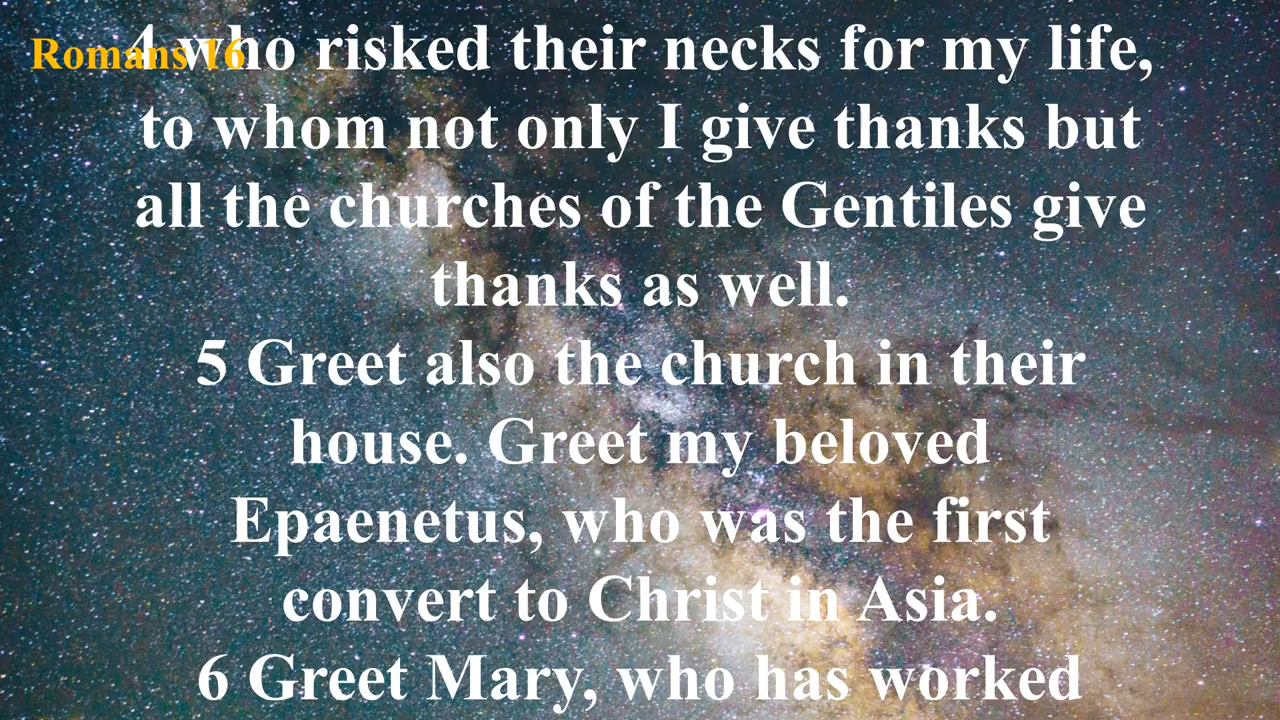 Romans 16
4 who risked their necks for my life,
to whom not only I give thanks but
all the churches of the Gentiles give
thanks as well.
5 Greet also the church in their
house. Greet my beloved
Epaenetus, who was the first
convert to Christ in Asia.
6 Greet Mary, who has worked